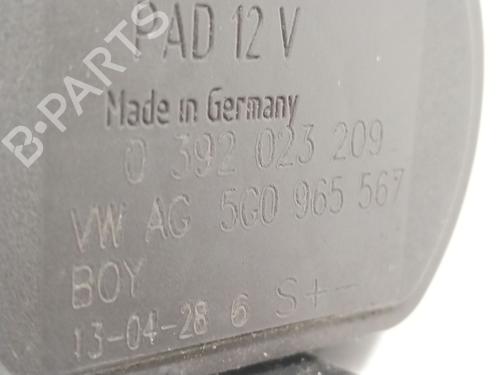 PAD 12 V
Made in Germany
0 392 023 209
VW AG 5G0 965 567
BOY
13-04-28 6 S+-
B-PARTS